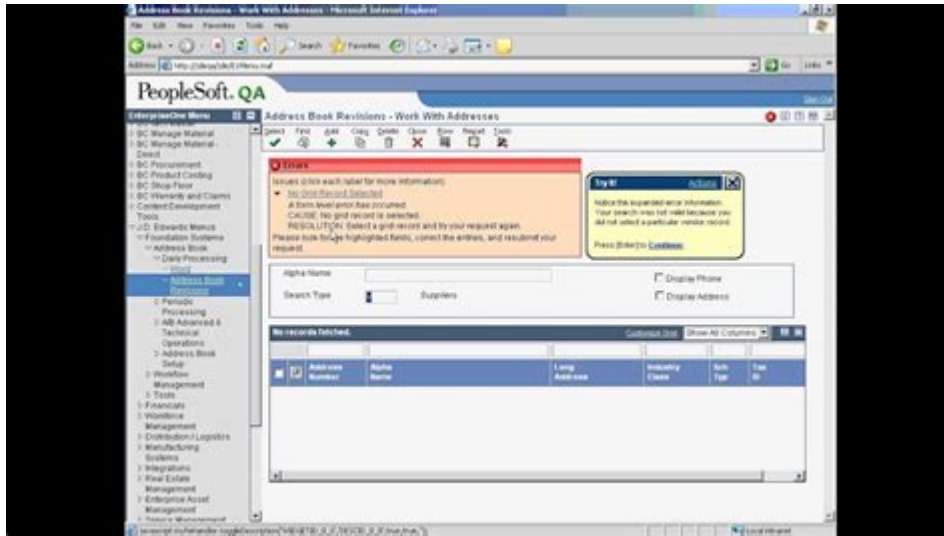 Address Book Revisions - Work With Addresses - Microsoft Internet Explorer
File Edit View Favorites Tools Help
Back Search Favorites
Address
Go Links
PeopleSoft. QA
Sign Out
EnterpriseOne Menu
Address Book Revisions - Work With Addresses
Select Find Add Copy Delete Close Row Report Tools
BC Manage Material
BC Manage Material -
Direct
BC Procurement
BC Product Costing
BC Shop Floor
BC Warranty and Claims
Content Development
Tools
J.D. Edwards Menus
Foundation Systems
Address Book
Daily Processing
Word
Address Book
Revisions
Periodic
Processing
A/B Advanced &
Technical
Operations
Address Book
Setup
Workflow
Management
Tools
Financials
Workforce
Management
Distribution / Logistics
Manufacturing
Systems
Integrations
Real Estate
Management
Enterprise Asset
Management
Errors
Issues (click each label for more information):
No Grid Record Selected
A form level error has occurred
CAUSE: No grid record is selected.
RESOLUTION: Select a grid record and try your request again.
Please look for the highlighted fields, correct the entries, and resubmit your
request.
Try It!
Actions
Notice the expanded error information.
Your search was not valid because you
did not select a particular vendor record.
Press [Enter] to Continue.
Alpha Name
Display Phone
Search Type
Suppliers
Display Address
No records fetched.
Customize Grid
Show All Columns
Address
Number
Alpha
Name
Long
Address
Industry
Class
Sch
Typ
Tax
ID
Local intranet